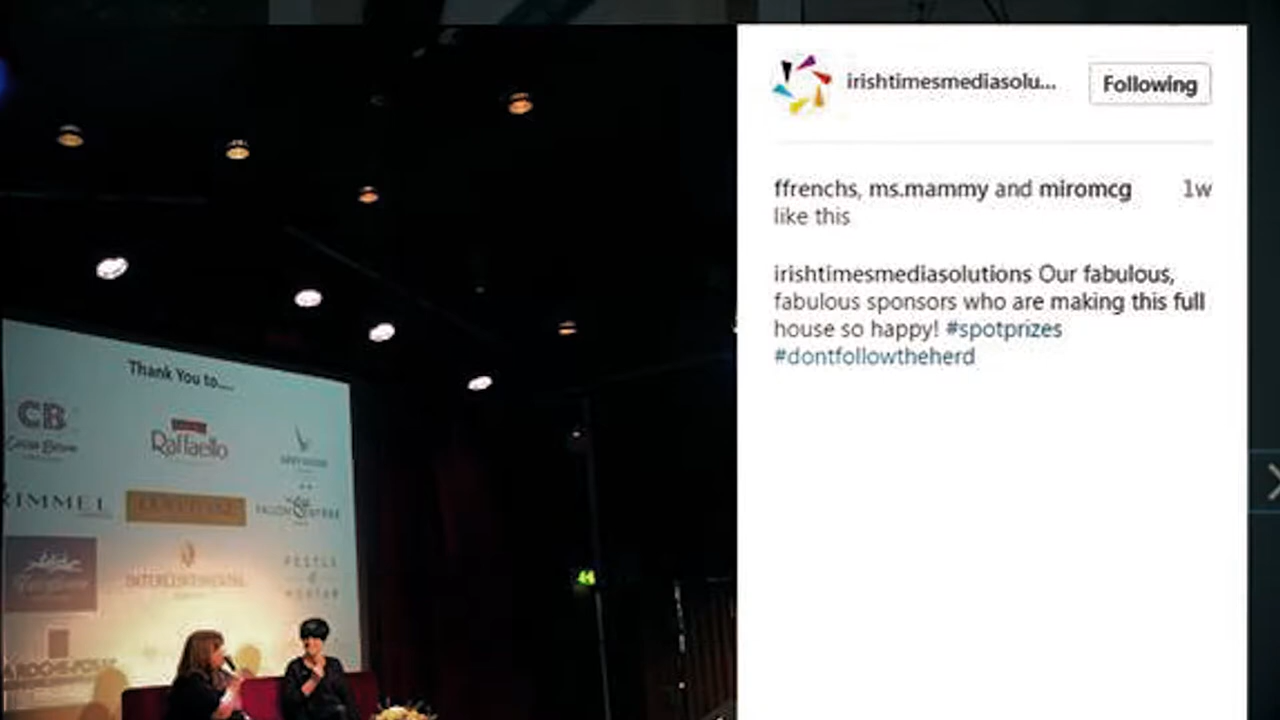 irishtimesmediasolu...
Following
ffrenchs, ms.mammy and miromcg
1w
like this
irishtimesmediasolutions Our fabulous,
fabulous sponsors who are making this full
house so happy! #spotprizes
#dontfollowtheherd
Thank You to.....
CB
Raffaello
RIMMEL
INTERCONTINENTAL
PESTLE
&
MORTAR